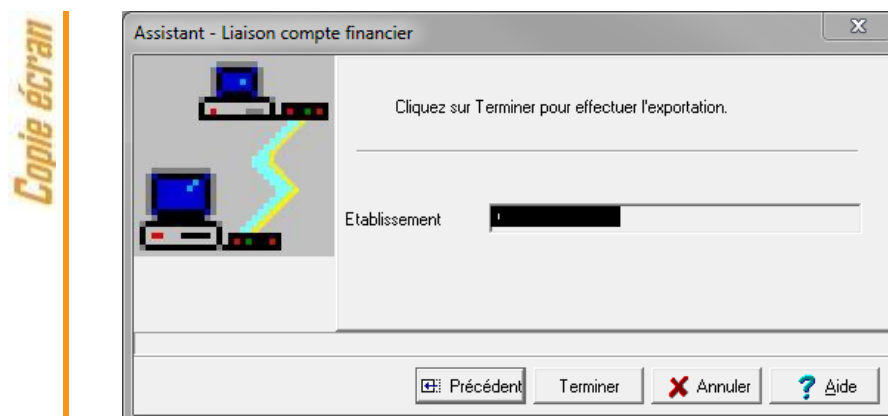 Copie écran
Assistant - Liaison compte financier
Cliquez sur Terminer pour effectuer l'exportation.
Etablissement
Précédent Terminer Annuler Aide